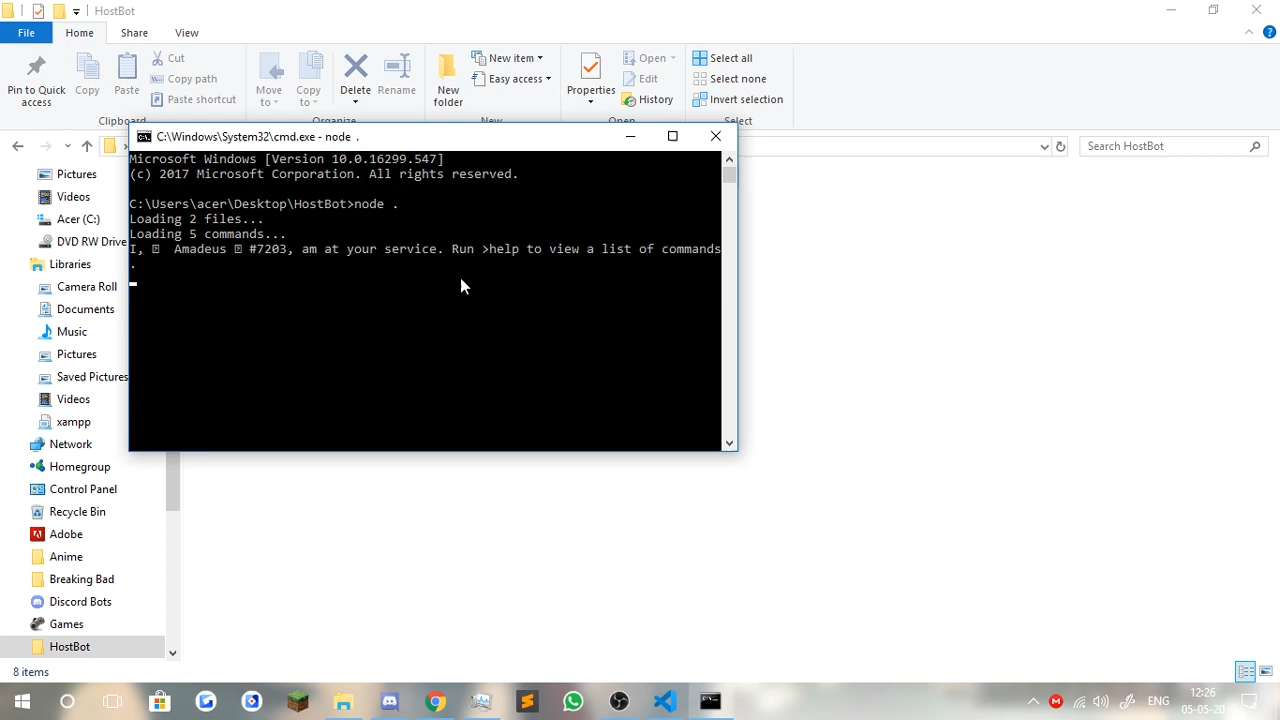 HostBot
File
Home
Share
View
Pin to Quick access
Copy
Paste
Cut
Copy path
Paste shortcut
Clipboard
Move to
Copy to
Delete
Rename
Organize
New folder
New item
Easy access
New
Properties
Open
Edit
History
Open
Select all
Select none
Invert selection
Select
Search HostBot
C:\Windows\System32\cmd.exe - node .
Microsoft Windows [Version 10.0.16299.547]
(c) 2017 Microsoft Corporation. All rights reserved.
C:\Users\acer\Desktop\HostBot>node .
Loading 2 files...
Loading 5 commands...
I, Amadeus #7203, am at your service. Run >help to view a list of commands
.
Pictures
Videos
Acer (C:)
DVD RW Drive
Libraries
Camera Roll
Documents
Music
Pictures
Saved Pictures
Videos
xampp
Network
Homegroup
Control Panel
Recycle Bin
Adobe
Anime
Breaking Bad
Discord Bots
Games
HostBot
8 items
ENG
12:26
05-05-20